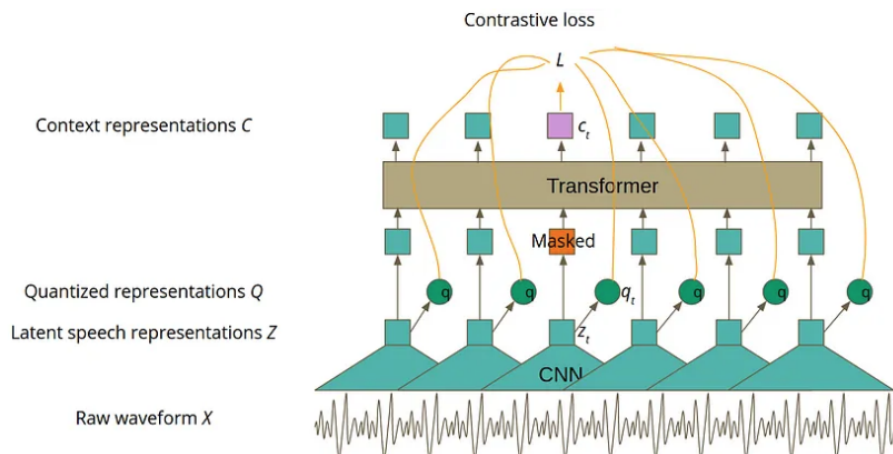 Contrastive loss
L
Context representations C
c_t
Transformer
Masked
Quantized representations Q
q q q_t q q q
Latent speech representations Z
z_t
CNN
Raw waveform X